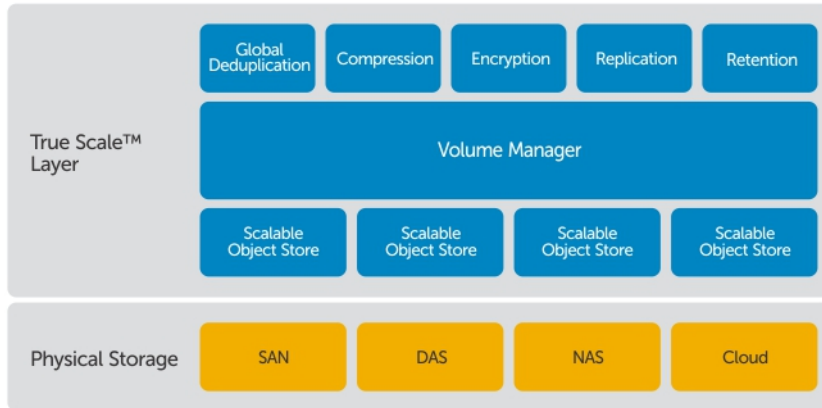 Global
Deduplication
Compression
Encryption
Replication
Retention
True Scale™
Layer
Volume Manager
Scalable
Object Store
Scalable
Object Store
Scalable
Object Store
Scalable
Object Store
Physical Storage
SAN
DAS
NAS
Cloud